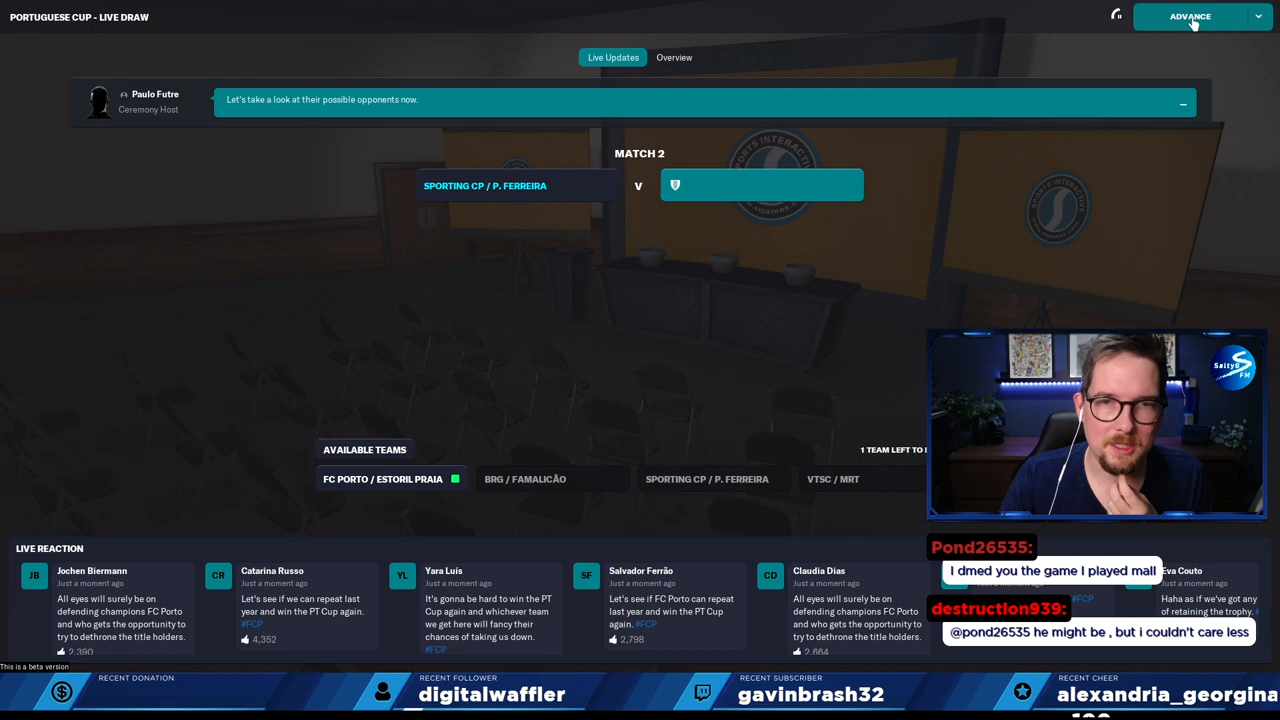 PORTUGUESE CUP - LIVE DRAW
ADVANCE
Live Updates
Overview
Paulo Futre
Ceremony Host
Let's take a look at their possible opponents now.
MATCH 2
SPORTING CP / P. FERREIRA
V
SPORTS INTERACTIVE
SPORTS INTERACTIVE
www.sigames.com
SaltyB
FM
AVAILABLE TEAMS
1 TEAM LEFT TO
FC PORTO / ESTORIL PRAIA
BRG / FAMALICÃO
SPORTING CP / P. FERREIRA
VTSC / MRT
LIVE REACTION
JB
Jochen Biermann
Just a moment ago
All eyes will surely be on
defending champions FC Porto
and who gets the opportunity to
try to dethrone the title holders.
2,390
CR
Catarina Russo
Just a moment ago
Let's see if we can repeat last
year and win the PT Cup again.
#FCP
4,352
YL
Yara Luís
Just a moment ago
It's gonna be hard to win the PT
Cup again and whichever team
we get here will fancy their
chances of taking us down.
#FCP
SF
Salvador Ferrão
Just a moment ago
Let's see if FC Porto can repeat
last year and win the PT Cup
again. #FCP
2,798
CD
Claudia Dias
Just a moment ago
All eyes will surely be on
defending champions FC Porto
and who gets the opportunity to
try to dethrone the title holders.
2,664
#FCP
Eva Couto
Just a moment ago
Haha as if we've got any
of retaining the trophy.
Pond26535:
I dmed you the game I played mall
destruction939:
@pond26535 he might be , but i couldn't care less
This is a beta version
RECENT DONATION
RECENT FOLLOWER
digitalwaffler
RECENT SUBSCRIBER
gavinbrash32
RECENT CHEER
alexandria_georgina
100